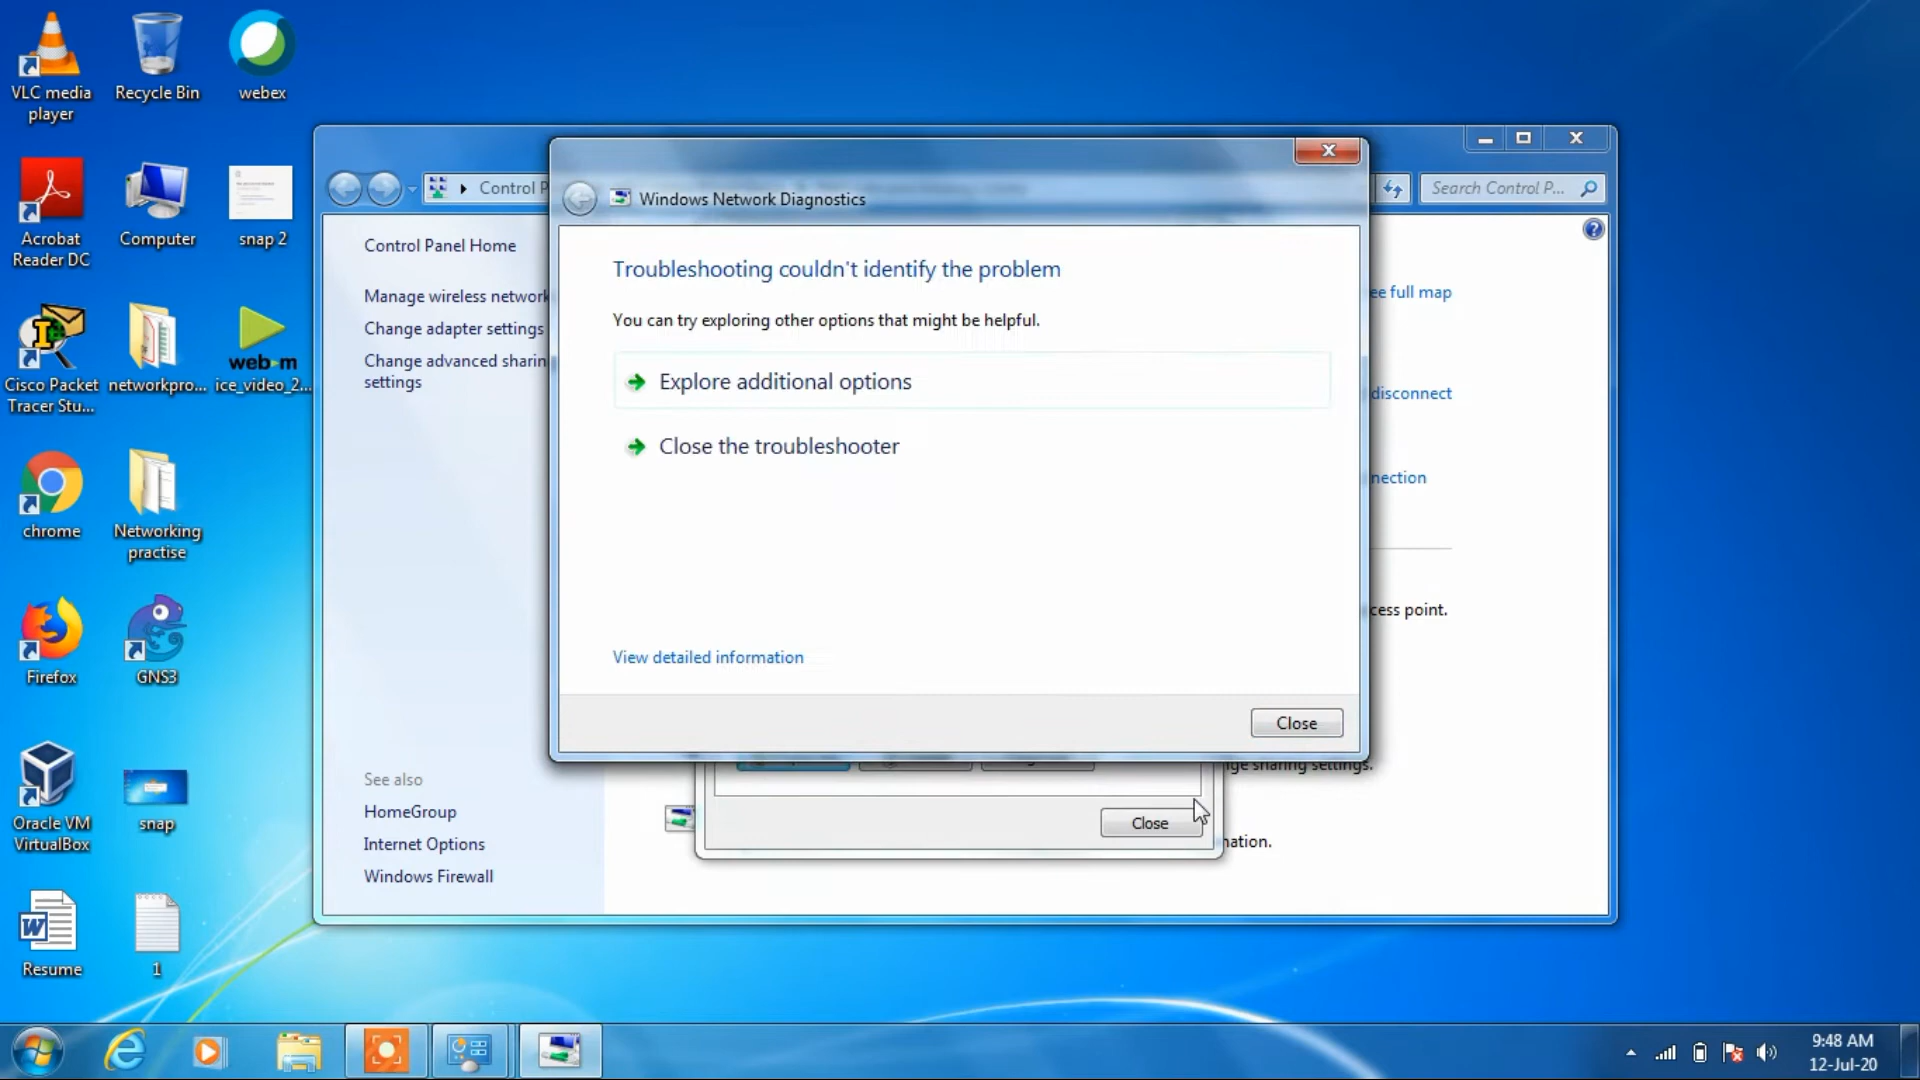 VLC media
player
Recycle Bin
webex
Acrobat
Reader DC
Computer
snap 2
Cisco Packet
Tracer Stu...
networkpro...
web-m
ice_video_2...
chrome
Networking
practise
Firefox
GNS3
Oracle VM
VirtualBox
snap
Resume
1
Control P
Search Control P...
Control Panel Home
Manage wireless network
Change adapter settings
Change advanced sharin
settings
See also
HomeGroup
Internet Options
Windows Firewall
Windows Network Diagnostics
Troubleshooting couldn't identify the problem
You can try exploring other options that might be helpful.
Explore additional options
Close the troubleshooter
View detailed information
Close
ee full map
disconnect
nection
cess point.
nge sharing settings.
Close
nation.
9:48 AM
12-Jul-20